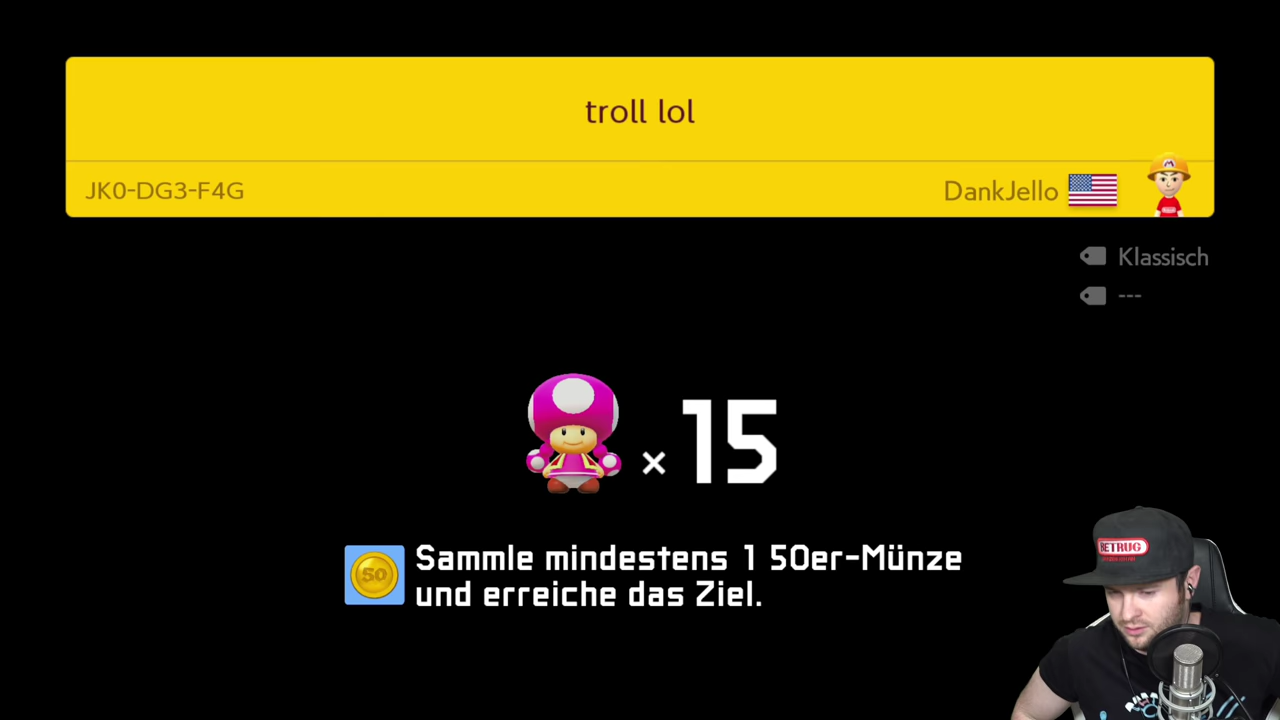 troll lol
JK0-DG3-F4G
DankJello
Klassisch
---
× 15
50
Sammle mindestens 1 50er-Münze
und erreiche das Ziel.
BETRUG